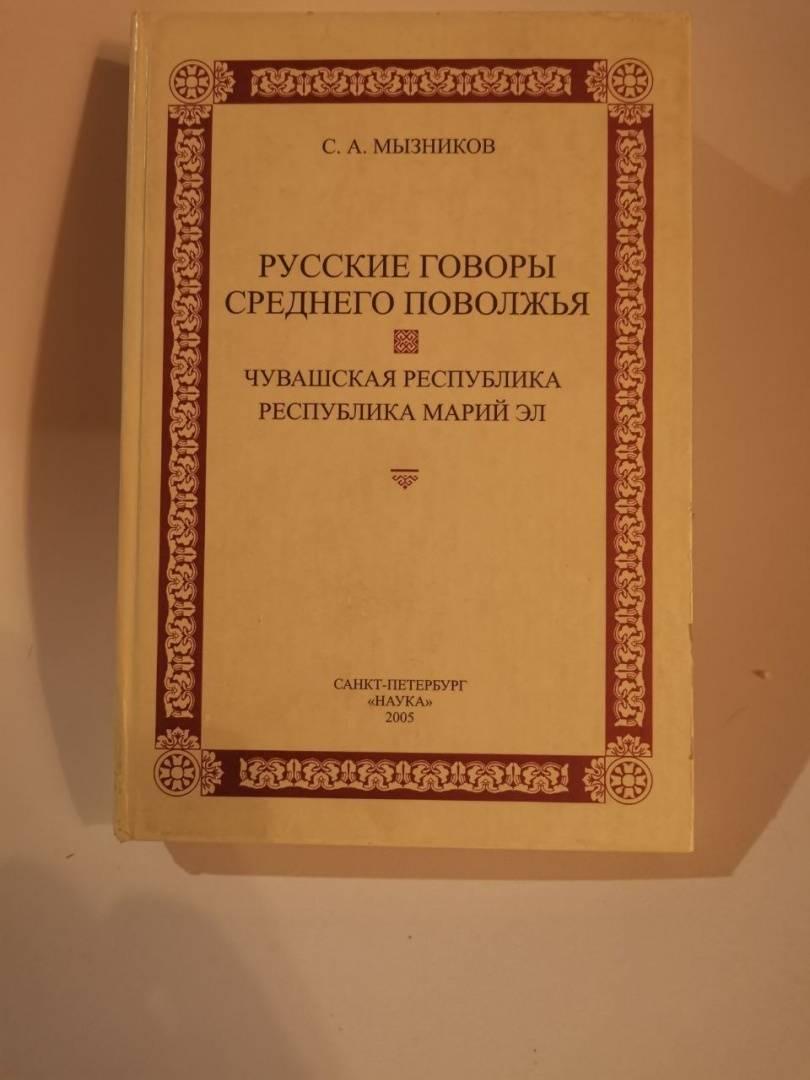 С. А. МЫЗНИКОВ
РУССКИЕ ГОВОРЫ
СРЕДНЕГО ПОВОЛЖЬЯ
ЧУВАШСКАЯ РЕСПУБЛИКА
РЕСПУБЛИКА МАРИЙ ЭЛ
САНКТ-ПЕТЕРБУРГ
«НАУКА»
2005